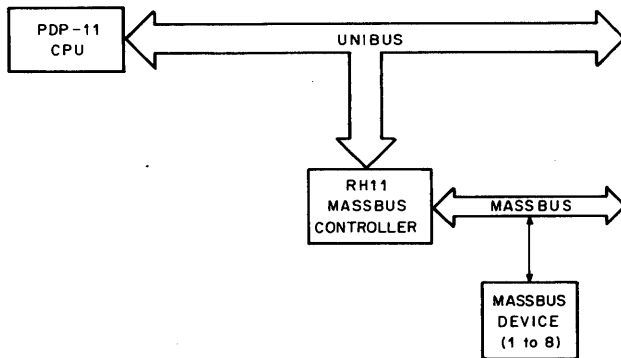 PDP-11
CPU
UNIBUS
RH11
MASSBUS
CONTROLLER
MASSBUS
MASSBUS
DEVICE
(1 to 8)